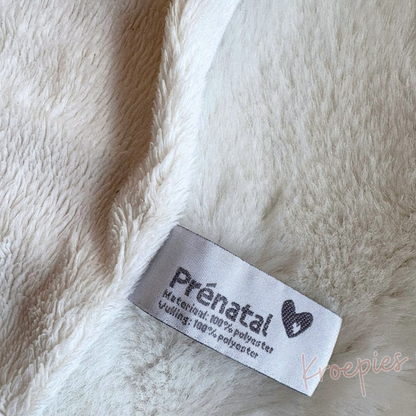 Prénatal
Materiaal: 100% polyester
Vulling: 100% polyester
Kroepies